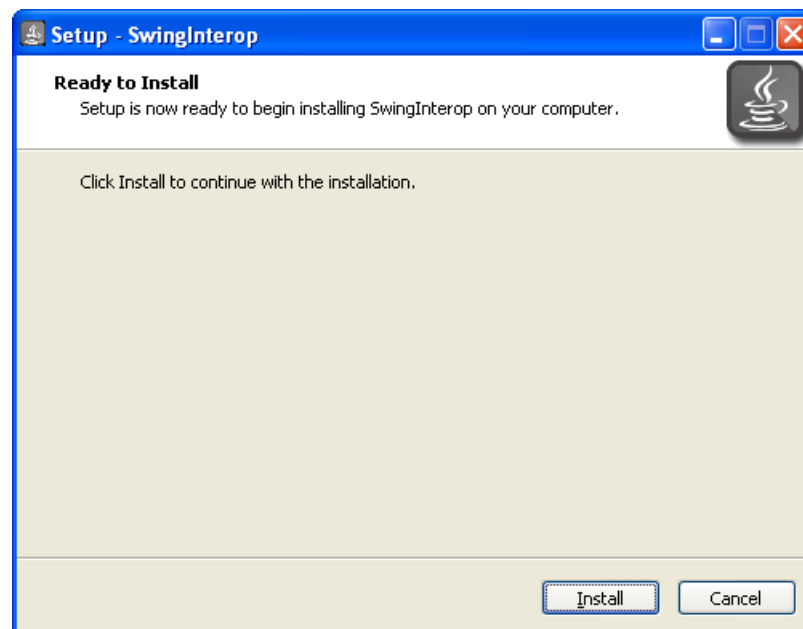 Setup - SwingInterop
Ready to Install
Setup is now ready to begin installing SwingInterop on your computer.
Click Install to continue with the installation.
Install
Cancel